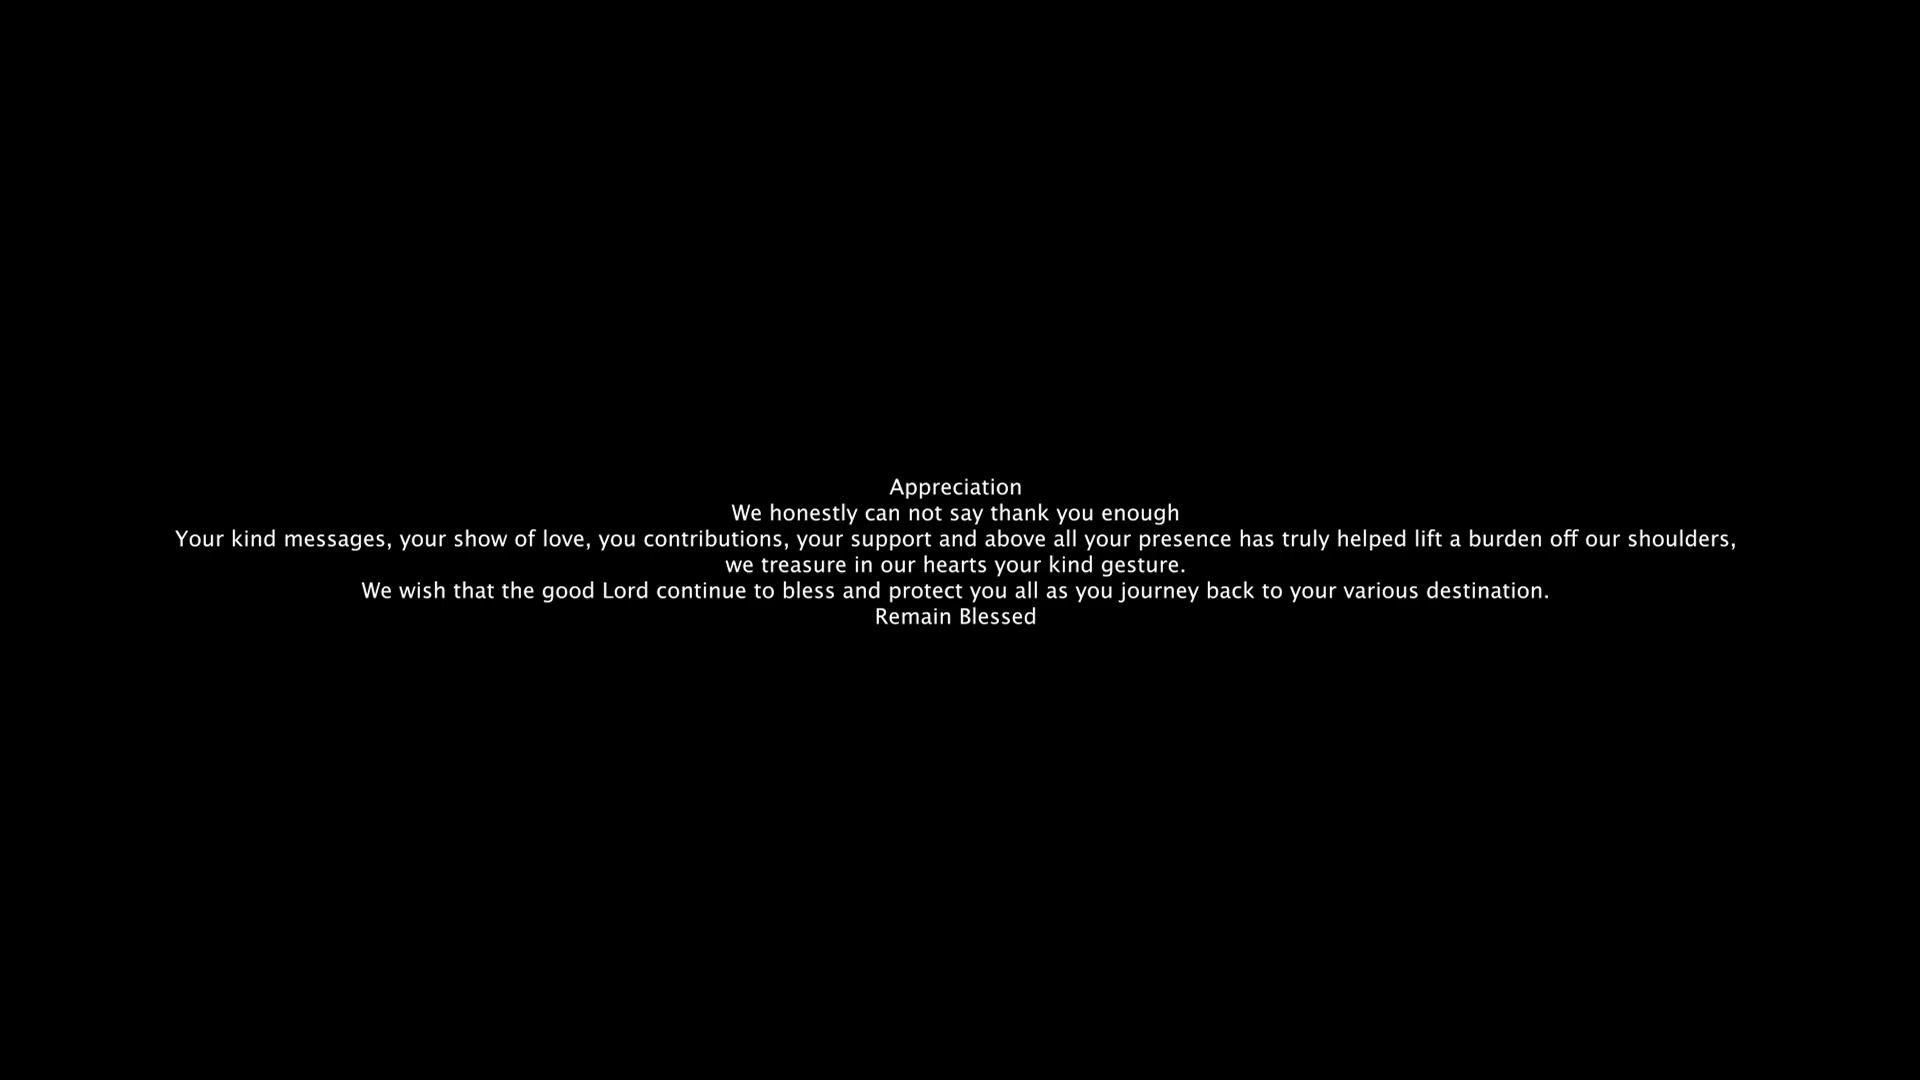 Appreciation
We honestly can not say thank you enough
Your kind messages, your show of love, you contributions, your support and above all your presence has truly helped lift a burden off our shoulders,
we treasure in our hearts your kind gesture.
We wish that the good Lord continue to bless and protect you all as you journey back to your various destination.
Remain Blessed